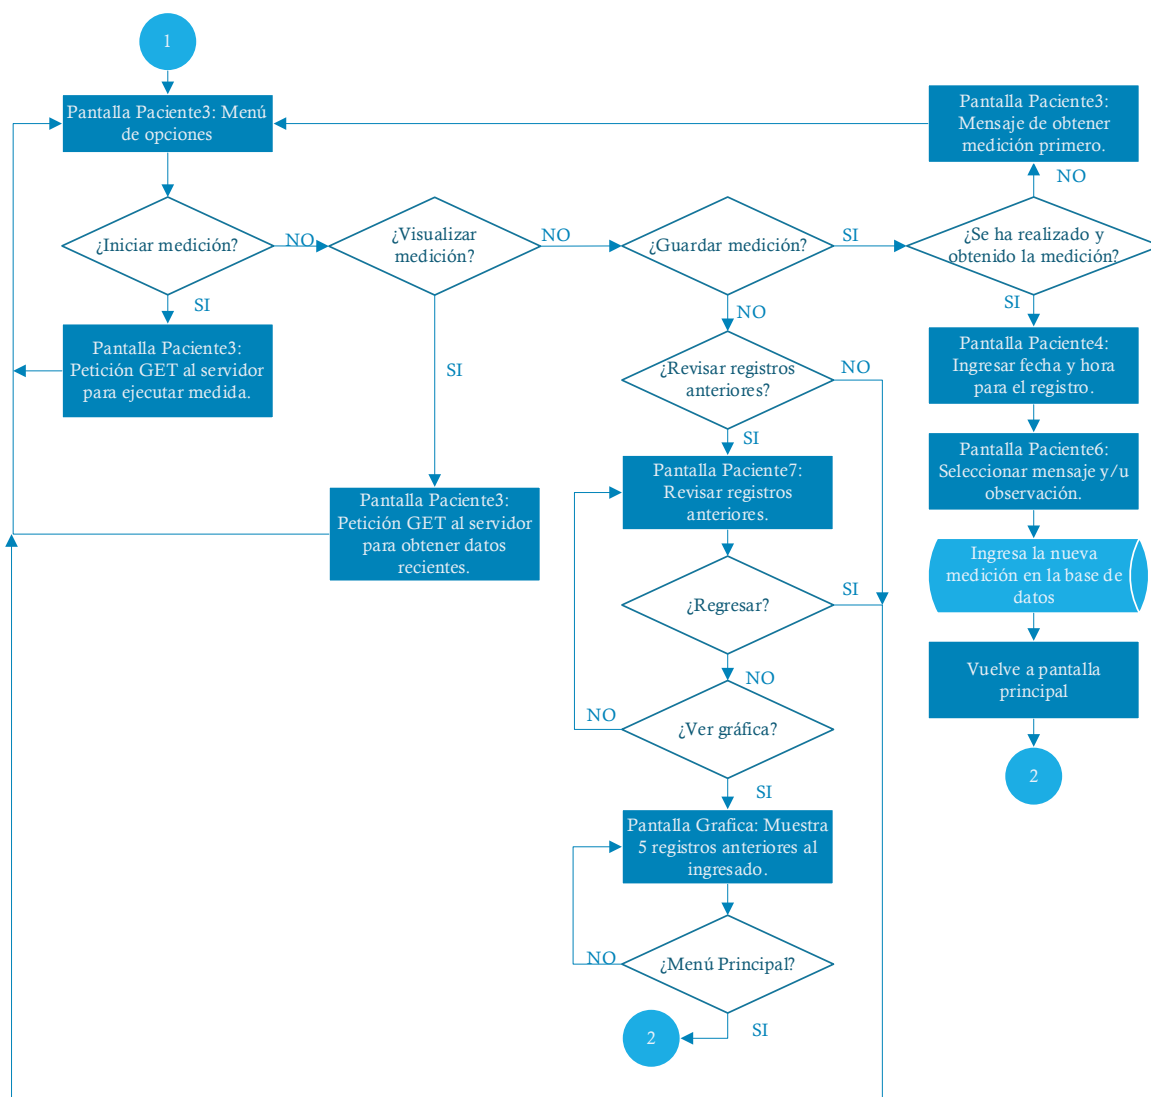 1
Pantalla Paciente3: Menú
de opciones
Pantalla Paciente3:
Mensaje de obtener
medición primero.
NO
¿Iniciar medición?
NO
¿Visualizar
medición?
NO
¿Guardar medición?
SI
¿Se ha realizado y
obtenido la medición?
SI
NO
SI
Pantalla Paciente3:
Petición GET al servidor
para ejecutar medida.
SI
¿Revisar registros
anteriores?
NO
Pantalla Paciente4:
Ingresar fecha y hora
para el registro.
SI
Pantalla Paciente7:
Revisar registros
anteriores.
Pantalla Paciente6:
Seleccionar mensaje y/u
observación.
Pantalla Paciente3:
Petición GET al servidor
para obtener datos
recientes.
Ingresa la nueva
medición en la base de
datos
¿Regresar?
SI
NO
Vuelve a pantalla
principal
NO
¿Ver gráfica?
2
SI
Pantalla Grafica: Muestra
5 registros anteriores al
ingresado.
NO
¿Menú Principal?
SI
2